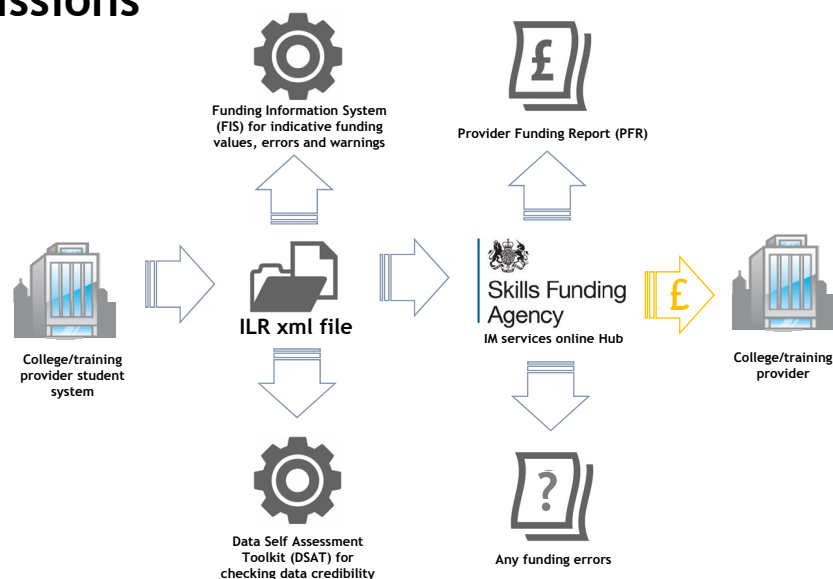 Funding Information System
(FIS) for indicative funding
values, errors and warnings
£
Provider Funding Report (PFR)
ILR xml file
Skills Funding
Agency
IM services online Hub
£
College/training
provider student
system
College/training
provider
?
Data Self Assessment
Toolkit (DSAT) for
checking data credibility
Any funding errors